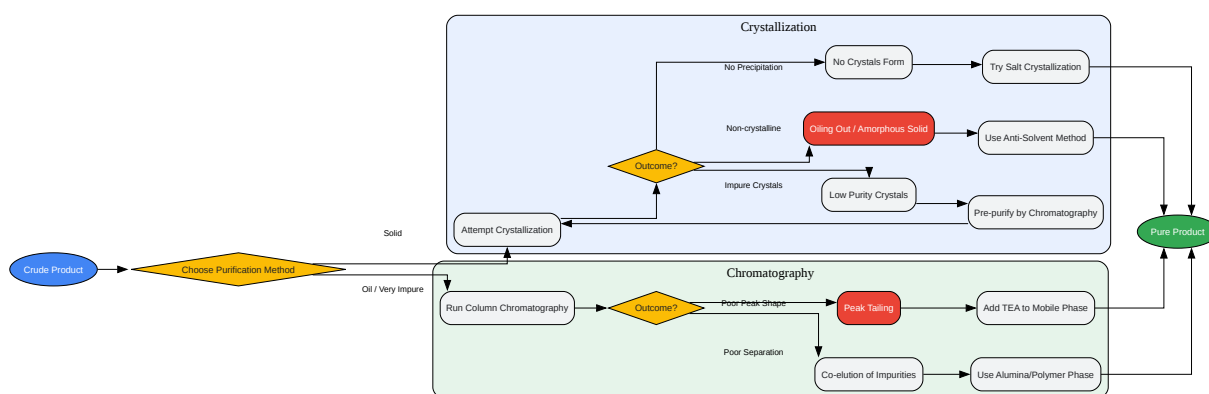 Crystallization
No Crystals Form
No Precipitation
Try Salt Crystallization
Non-crystalline
Oiling Out / Amorphous Solid
Use Anti-Solvent Method
Outcome?
Impure Crystals
Low Purity Crystals
Pre-purify by Chromatography
Attempt Crystallization
Solid
Pure Product
Crude Product
Choose Purification Method
Oil / Very Impure
Chromatography
Run Column Chromatography
Outcome?
Poor Peak Shape
Peak Tailing
Add TEA to Mobile Phase
Poor Separation
Co-elution of Impurities
Use Alumina/Polymer Phase